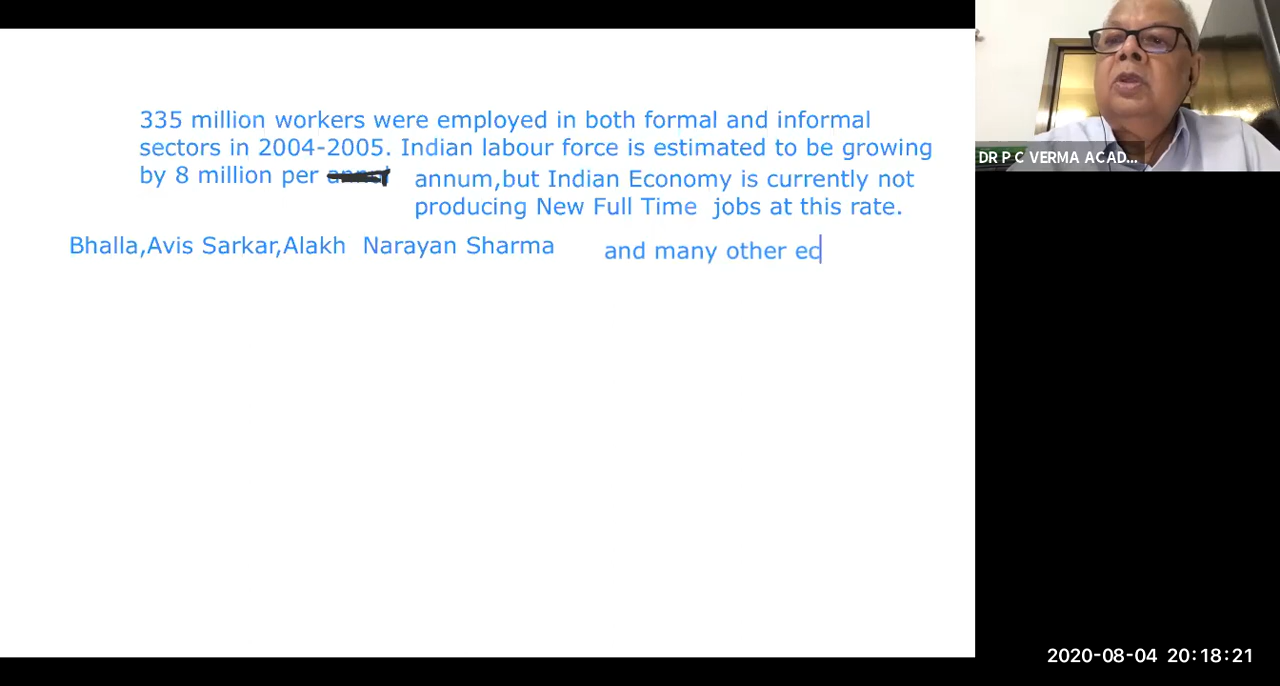 335 million workers were employed in both formal and informal
sectors in 2004-2005. Indian labour force is estimated to be growing
by 8 million per
annum,but Indian Economy is currently not
producing New Full Time jobs at this rate.
Bhalla,Avis Sarkar,Alakh Narayan Sharma and many other ec
DR P C VERMA ACAD...
2020-08-04 20:18:21